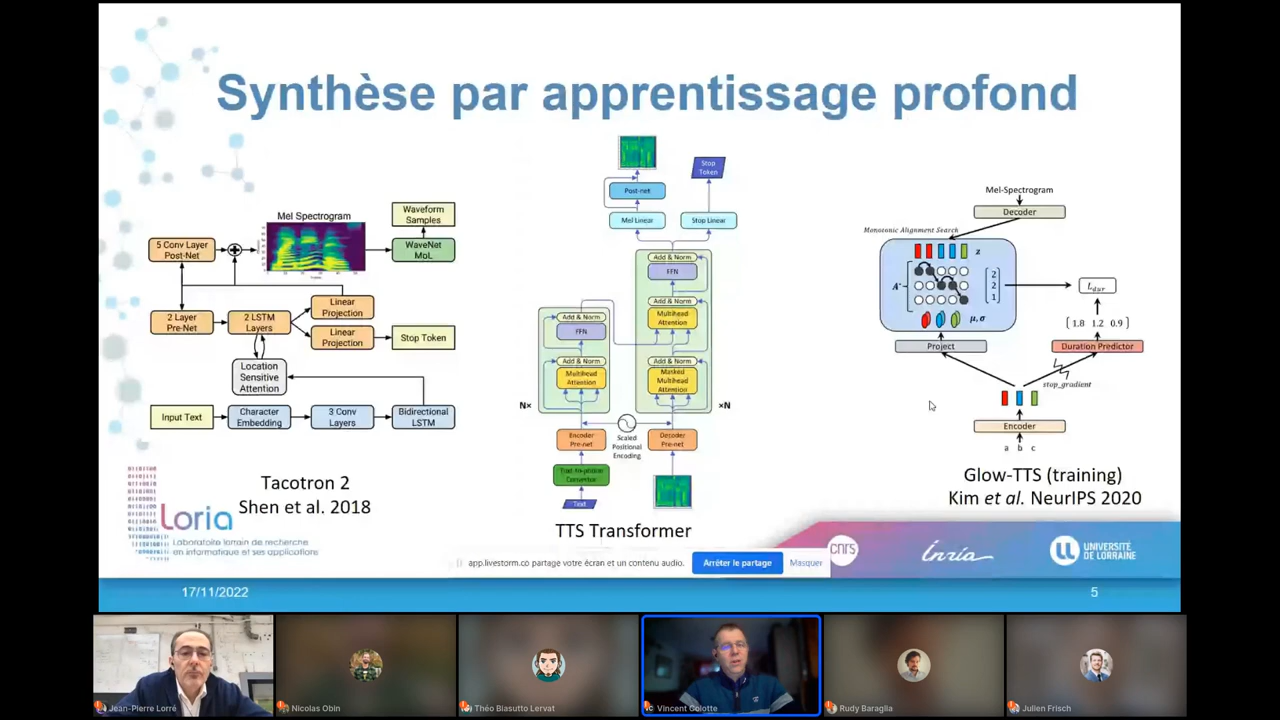 Synthèse par apprentissage profond
Mel Spectrogram
Waveform
Samples
5 Conv Layer
Post-Net
WaveNet
MoL
2 Layer
Pre-Net
2 LSTM
Layers
Linear
Projection
Linear
Projection
Stop Token
Location
Sensitive
Attention
Input Text
Character
Embedding
3 Conv
Layers
Bidirectional
LSTM
Tacotron 2
Shen et al. 2018
Stop
Token
Post-net
Mel Linear
Stop Linear
Add & Norm
FFN
Add & Norm
Multihead
Attention
Add & Norm
Masked
Multihead
Attention
Add & Norm
FFN
Add & Norm
Multihead
Attention
N×
×N
Encoder
Pre-net
Scaled
Positional
Encoding
Decoder
Pre-net
Text
TTS Transformer
Mel-Spectrogram
Decoder
Monotonic Alignment Search
z
A*
2
2
1
μ, σ
Project
L dur
[ 1.8 1.2 0.9 ]
Duration Predictor
stop_gradient
Encoder
a b c
Glow-TTS (training)
Kim et al. NeurIPS 2020
Loria
Laboratoire lorrain de recherche
en informatique et ses applications
cnrs
Inria
UNIVERSITÉ
DE LORRAINE
app.livestorm.co partage votre écran et un contenu audio.
Arrêter le partage
Masquer
17/11/2022
5
Jean-Pierre Lorré
Nicolas Obin
Théo Biasutto Lervat
Vincent Colotte
Rudy Baraglia
Julien Frisch